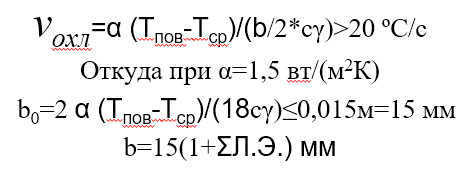 vохл=α (Tпов-Tср)/(b/2*cγ)>20 ºC/c
Откуда при α=1,5 вт/(м²К)
b₀=2 α (Tпов-Tср)/(18cγ)≤0,015м=15 мм
b=15(1+ΣЛ.Э.) мм